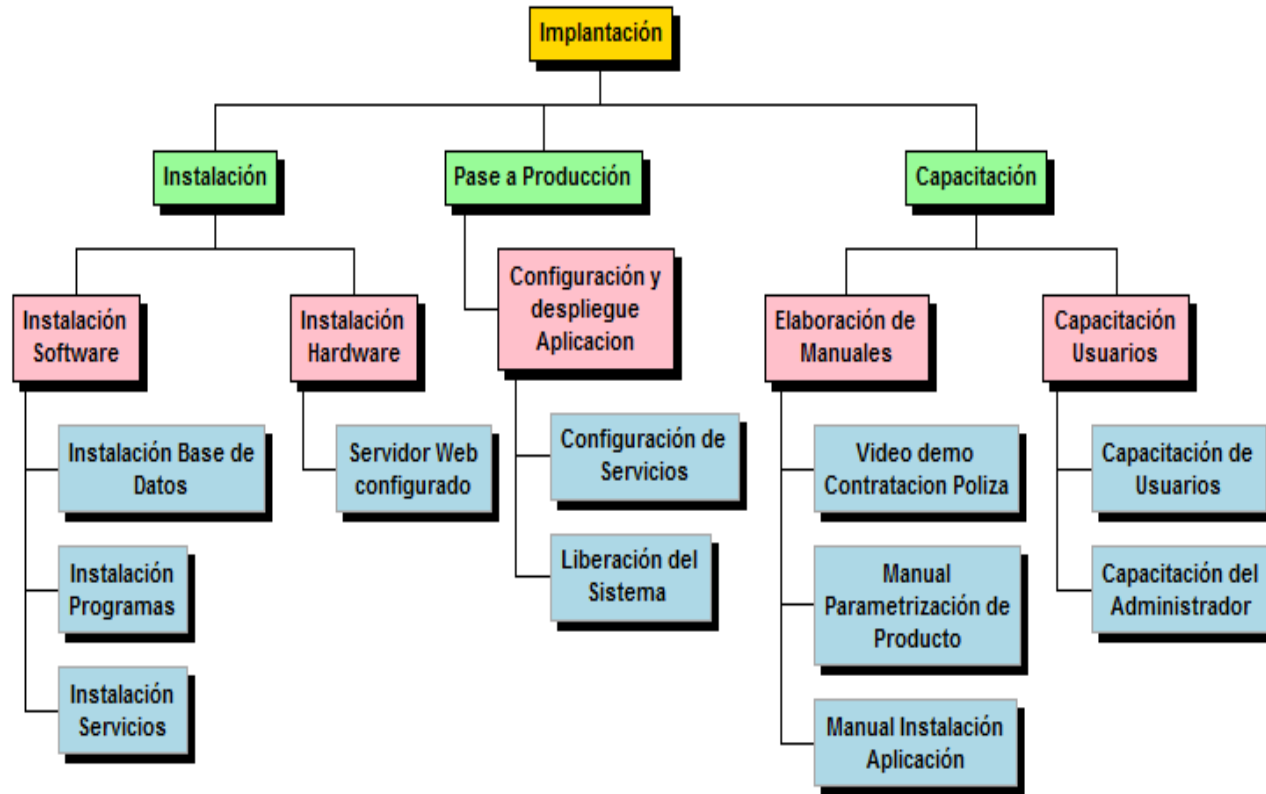 Implantación
Instalación
Pase a Producción
Capacitación
Instalación
Software
Instalación
Hardware
Configuración y
despliegue
Aplicacion
Elaboración de
Manuales
Capacitación
Usuarios
Instalación Base de
Datos
Instalación
Programas
Instalación
Servicios
Servidor Web
configurado
Configuración de
Servicios
Liberación del
Sistema
Video demo
Contratacion Poliza
Manual
Parametrización de
Producto
Manual Instalación
Aplicación
Capacitación de
Usuarios
Capacitación del
Administrador